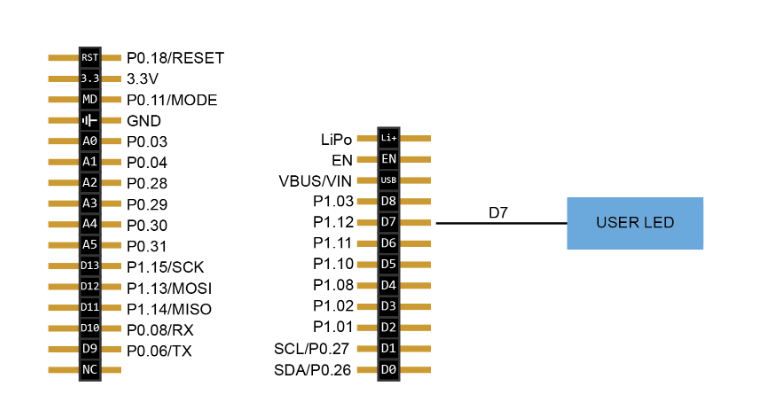 RST P0.18/RESET
3.3 3.3V
MD P0.11/MODE
GND
A0 P0.03
A1 P0.04
A2 P0.28
A3 P0.29
A4 P0.30
A5 P0.31
D13 P1.15/SCK
D12 P1.13/MOSI
D11 P1.14/MISO
D10 P0.08/RX
D9 P0.06/TX
NC
LiPo Li+
EN EN
VBUS/VIN USB
P1.03 D8
P1.12 D7
P1.11 D6
P1.10 D5
P1.08 D4
P1.02 D3
P1.01 D2
SCL/P0.27 D1
SDA/P0.26 D0
D7
USER LED